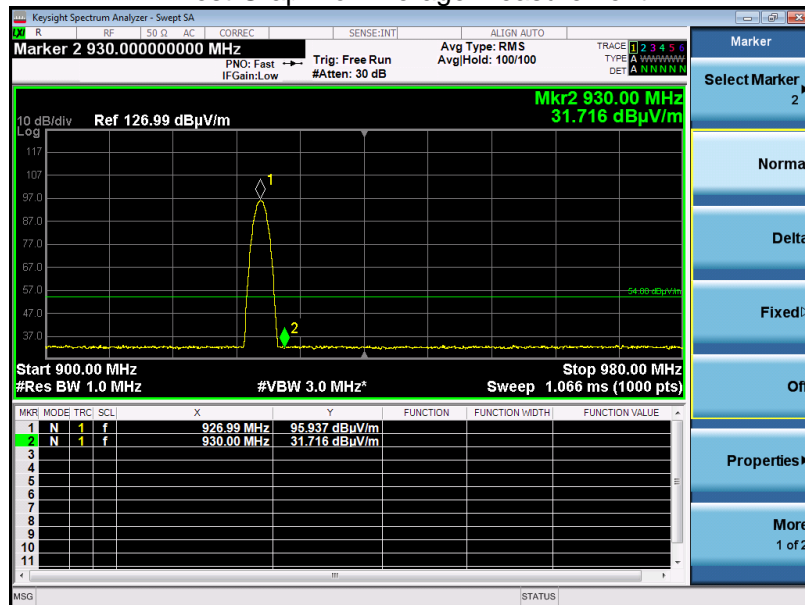 Keysight Spectrum Analyzer - Swept SA
R RF 50 Ω AC CORREC SENSE:INT ALIGN AUTO
Marker 2 930.000000000 MHz
PNO: Fast
IFGain:Low
Trig: Free Run
#Atten: 30 dB
Avg Type: RMS
Avg|Hold: 100/100
TRACE 1 2 3 4 5 6
TYPE A WWWWW
DET A N N N N N
Mkr2 930.00 MHz
31.716 dBµV/m
10 dB/div Ref 126.99 dBµV/m
Log
117
107
97.0
87.0
77.0
67.0
57.0
47.0
37.0
1
2
54.00 dBµV/m
Start 900.00 MHz Stop 980.00 MHz
#Res BW 1.0 MHz #VBW 3.0 MHz* Sweep 1.066 ms (1000 pts)
MKR MODE TRC SCL X Y FUNCTION FUNCTION WIDTH FUNCTION VALUE
1 N 1 f 926.99 MHz 95.937 dBµV/m
2 N 1 f 930.00 MHz 31.716 dBµV/m
3
4
5
6
7
8
9
10
11
MSG STATUS
Marker
Select Marker
2
Norma
Delta
Fixed
Off
Properties
More
1 of 2